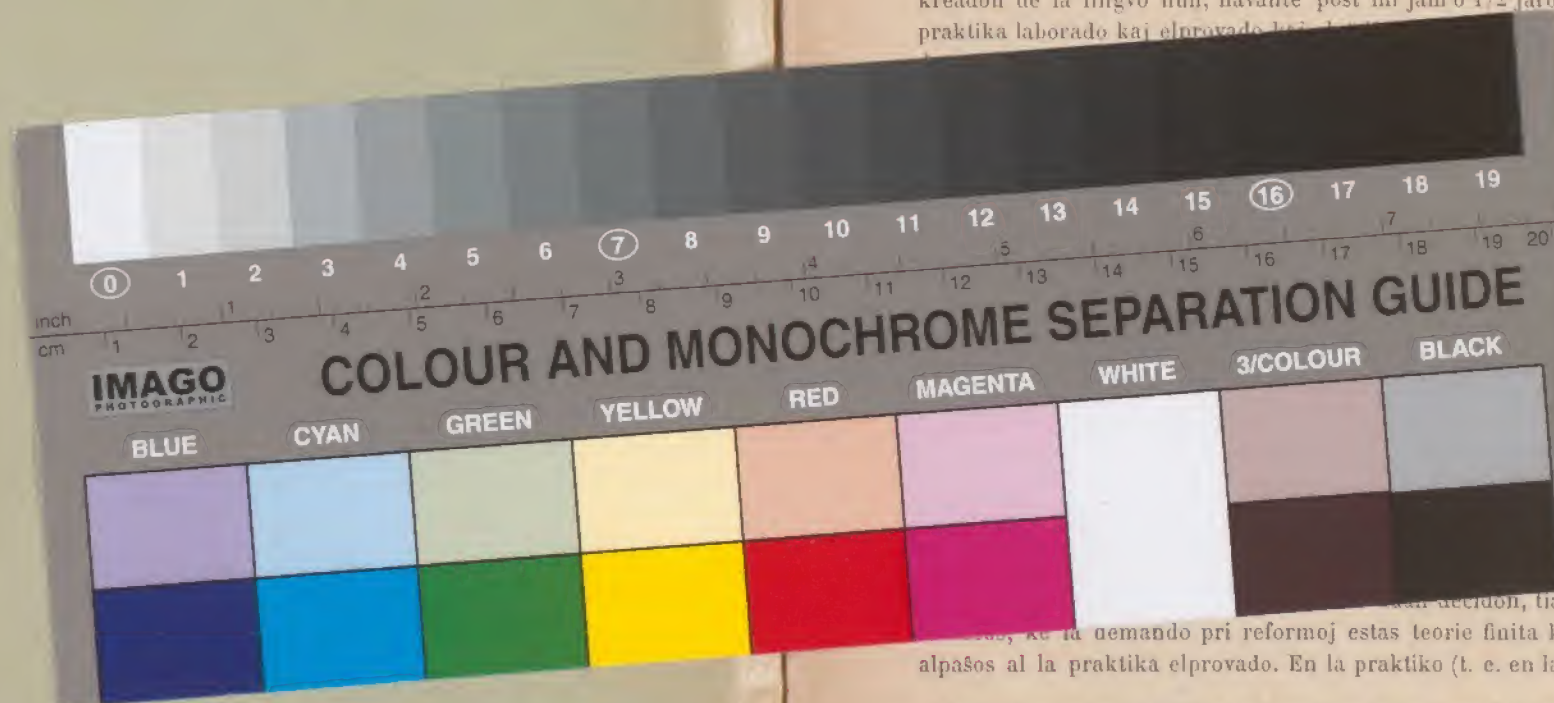 kreadon de la lingvo nun, havante post mi jam 6 1/2 jaro
praktika laborado kaj elprovado kaj
0 1 2 3 4 5 6 7 8 9 10 11 12 13 14 15 16 17 18 19
inch 1 2 3 4 5 6 7
cm 1 2 3 4 5 6 7 8 9 10 11 12 13 14 15 16 17 18 19 20
COLOUR AND MONOCHROME SEPARATION GUIDE
IMAGO
PHOTOGRAPHIC
BLUE CYAN GREEN YELLOW RED MAGENTA WHITE 3/COLOUR BLACK
decidon, tia
ke la demando pri reformoj estas teorie finita k
alpaŝos al la praktika elprovado. En la praktiko (t. e. en la